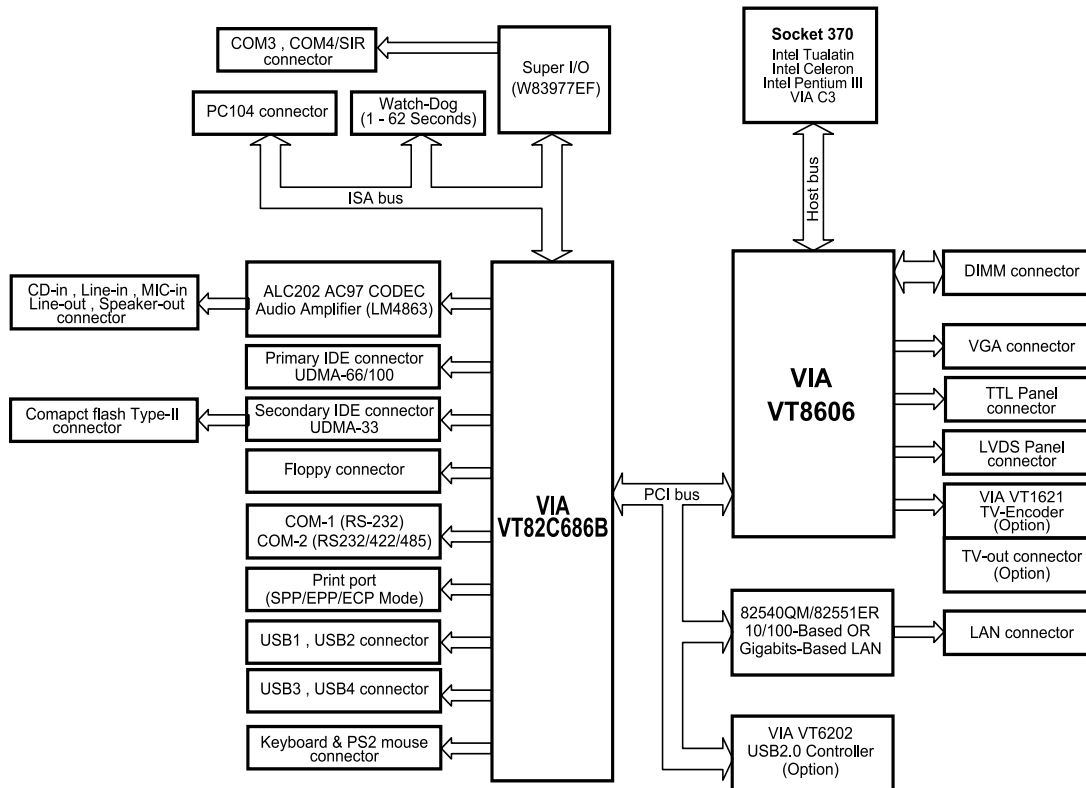 COM3 , COM4/SIR
connector
Super I/O
(W83977EF)
Socket 370
Intel Tualatin
Intel Celeron
Intel Pentium III
VIA C3
PC104 connector
Watch-Dog
(1 - 62 Seconds)
ISA bus
Host bus
CD-in , Line-in , MIC-in
Line-out , Speaker-out
connector
ALC202 AC97 CODEC
Audio Amplifier (LM4863)
Primary IDE connector
UDMA-66/100
Comapct flash Type-II
connector
Secondary IDE connector
UDMA-33
Floppy connector
COM-1 (RS-232)
COM-2 (RS232/422/485)
Print port
(SPP/EPP/ECP Mode)
USB1 , USB2 connector
USB3 , USB4 connector
Keyboard & PS2 mouse
connector
VIA
VT82C686B
PCI bus
VIA
VT8606
DIMM connector
VGA connector
TTL Panel
connector
LVDS Panel
connector
VIA VT1621
TV-Encoder
(Option)
TV-out connector
(Option)
82540QM/82551ER
10/100-Based OR
Gigabits-Based LAN
LAN connector
VIA VT6202
USB2.0 Controller
(Option)